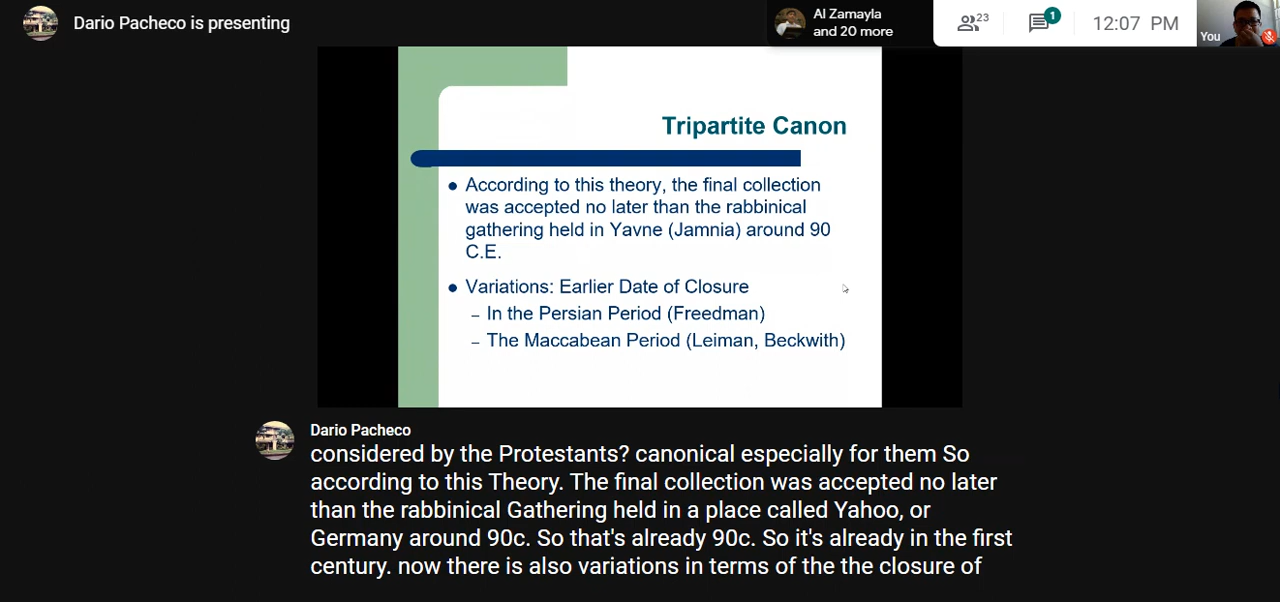 Dario Pacheco is presenting
Al Zamayla
and 20 more
23
1
12:07 PM
You
Tripartite Canon
According to this theory, the final collection
was accepted no later than the rabbinical
gathering held in Yavne (Jamnia) around 90
C.E.
Variations: Earlier Date of Closure
– In the Persian Period (Freedman)
– The Maccabean Period (Leiman, Beckwith)
Dario Pacheco
considered by the Protestants? canonical especially for them So
according to this Theory. The final collection was accepted no later
than the rabbinical Gathering held in a place called Yahoo, or
Germany around 90c. So that's already 90c. So it's already in the first
century. now there is also variations in terms of the the closure of